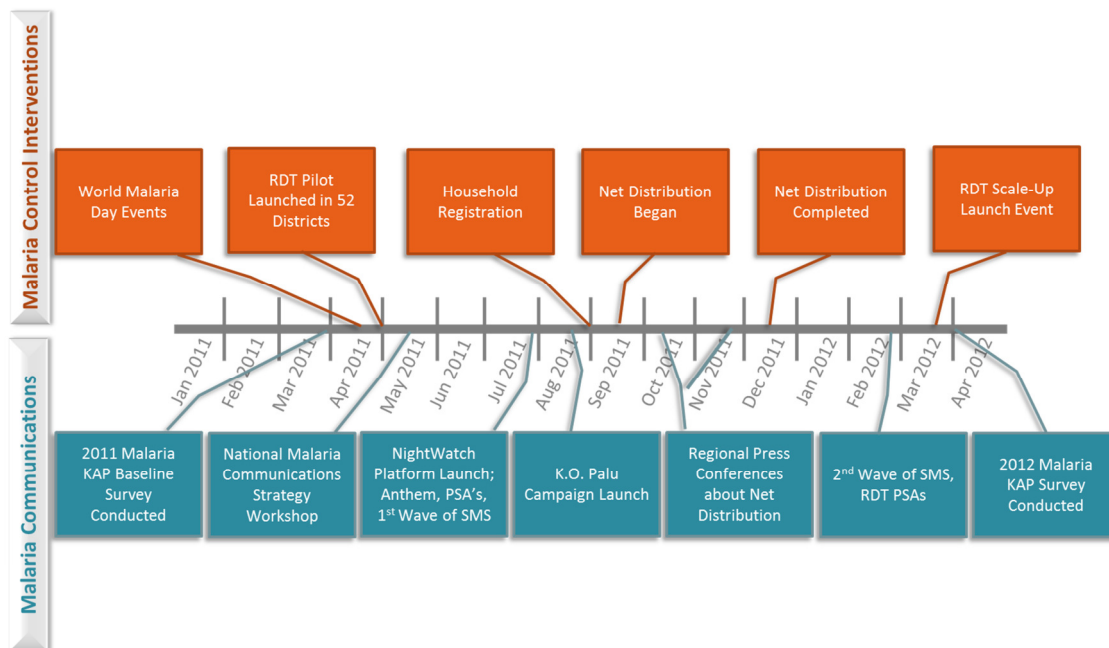 Malaria Control Interventions
World Malaria
Day Events
RDT Pilot
Launched in 52
Districts
Household
Registration
Net Distribution
Began
Net Distribution
Completed
RDT Scale-Up
Launch Event
Jan 2011
Feb 2011
Mar 2011
Apr 2011
May 2011
Jun 2011
Jul 2011
Aug 2011
Sep 2011
Oct 2011
Nov 2011
Dec 2011
Jan 2012
Feb 2012
Mar 2012
Apr 2012
Malaria Communications
2011 Malaria
KAP Baseline
Survey
Conducted
National Malaria
Communications
Strategy
Workshop
NightWatch
Platform Launch;
Anthem, PSA's,
1st Wave of SMS
K.O. Palu
Campaign Launch
Regional Press
Conferences
about Net
Distribution
2nd Wave of SMS,
RDT PSAs
2012 Malaria
KAP Survey
Conducted